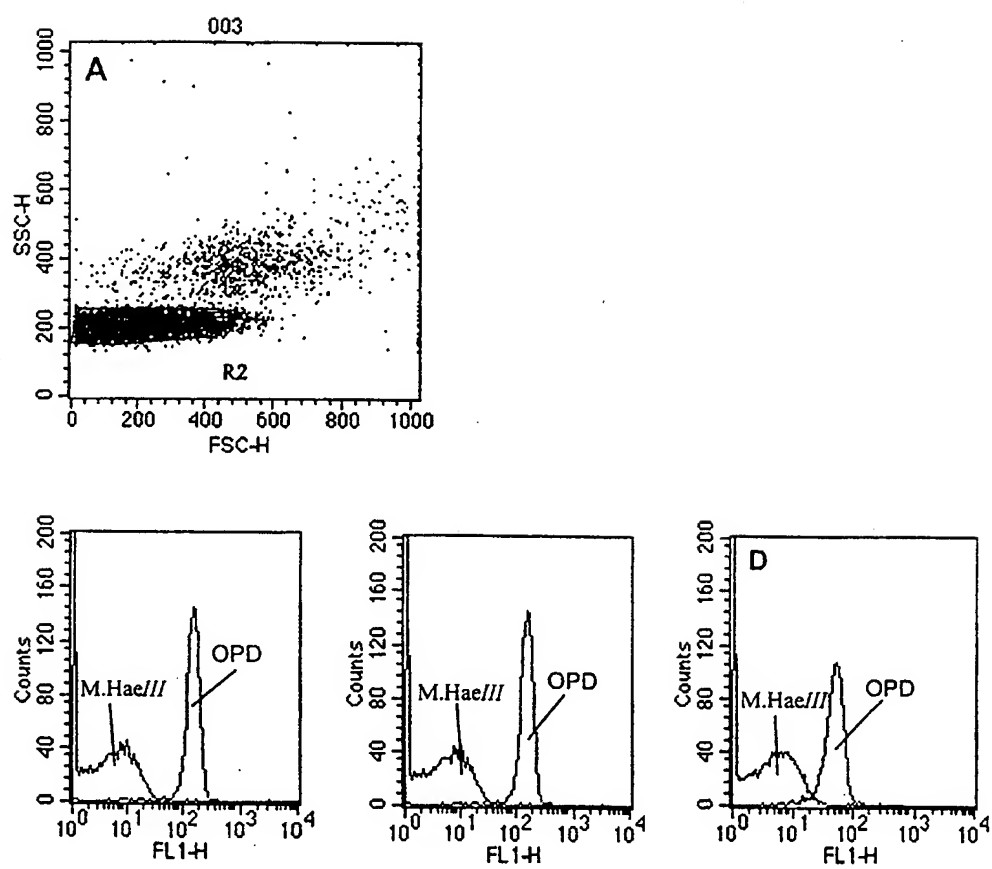 003
A
1000
800
600
400
200
0
SSC-H
R2
0 200 400 600 800 1000
FSC-H
200
160
120
80
40
0
Counts
M.HaeIII
OPD
10^0 10^1 10^2 10^3 10^4
FL1-H
200
160
120
80
40
0
Counts
M.HaeIII
OPD
10^0 10^1 10^2 10^3 10^4
FL1-H
D
200
160
120
80
40
0
Counts
M.HaeIII
OPD
10^0 10^1 10^2 10^3 10^4
FL1-H